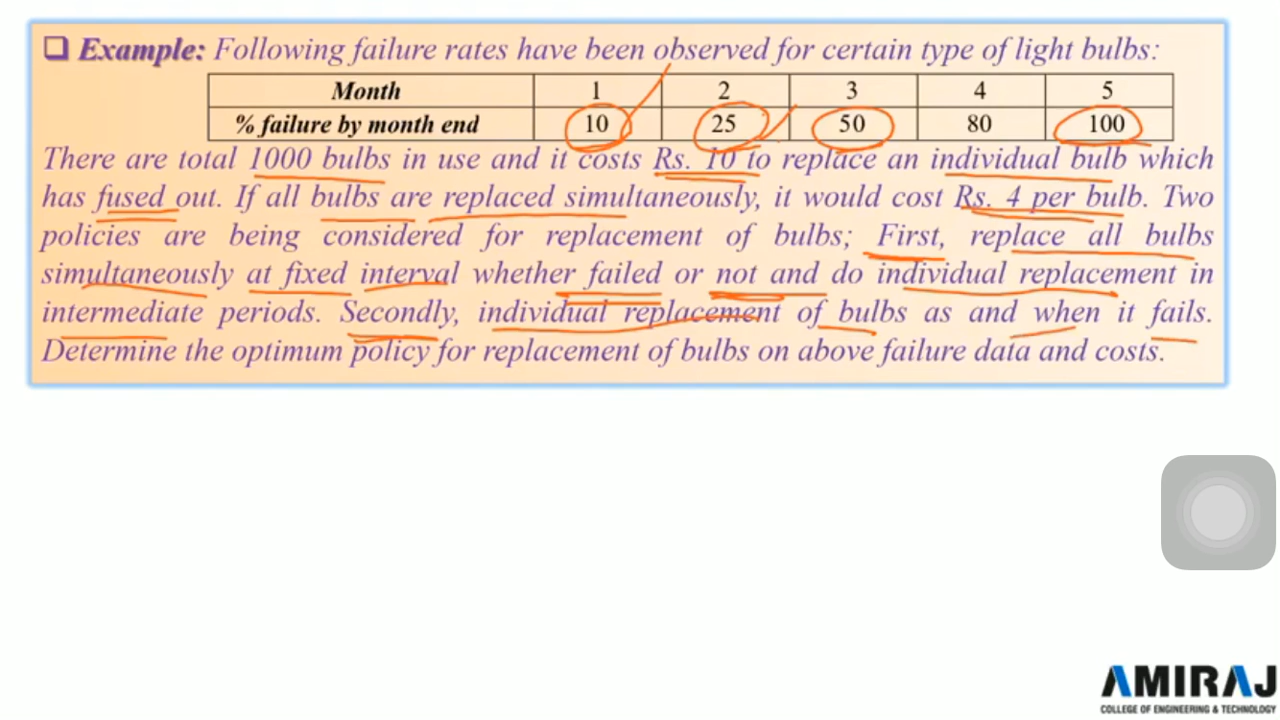 ❑ Example: Following failure rates have been observed for certain type of light bulbs:
Month 1 2 3 4 5
% failure by month end 10 25 50 80 100
There are total 1000 bulbs in use and it costs Rs. 10 to replace an individual bulb which
has fused out. If all bulbs are replaced simultaneously, it would cost Rs. 4 per bulb. Two
policies are being considered for replacement of bulbs; First, replace all bulbs
simultaneously at fixed interval whether failed or not and do individual replacement in
intermediate periods. Secondly, individual replacement of bulbs as and when it fails.
Determine the optimum policy for replacement of bulbs on above failure data and costs.
AMIRAJ
COLLEGE OF ENGINEERING & TECHNOLOGY